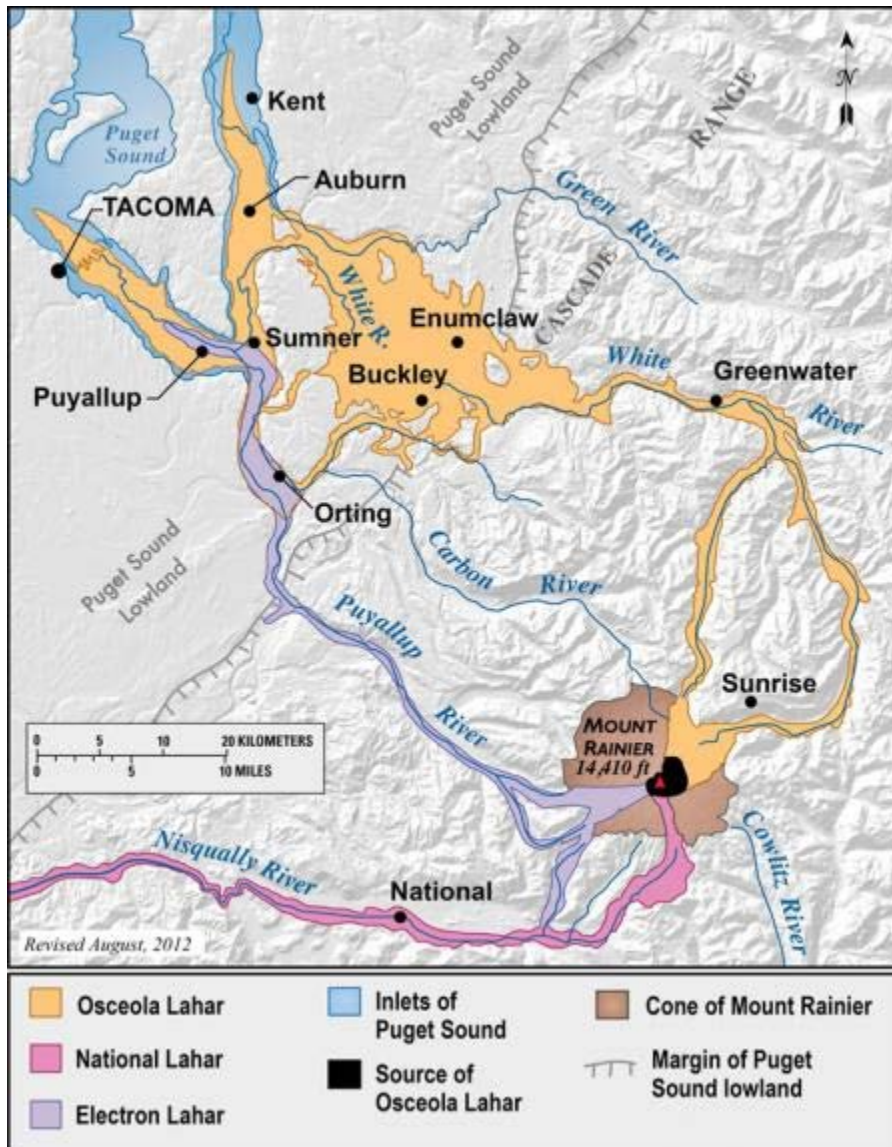 Kent
Puget Sound
Lowland
RANGE
N
Puget
Sound
Auburn
TACOMA
Green River
CASCADE
White R.
Enumclaw
Sumner
White
Greenwater
Buckley
Puyallup
River
Orting
Puget Sound
Lowland
Carbon
River
Puyallup
Sunrise
River
MOUNT
RAINIER
14,410 ft
0 5 10 20 KILOMETERS
0 5 10 MILES
Nisqually River
National
Cowlitz River
Revised August, 2012
Osceola Lahar
National Lahar
Electron Lahar
Inlets of
Puget Sound
Source of
Osceola Lahar
Cone of Mount Rainier
Margin of Puget
Sound lowland